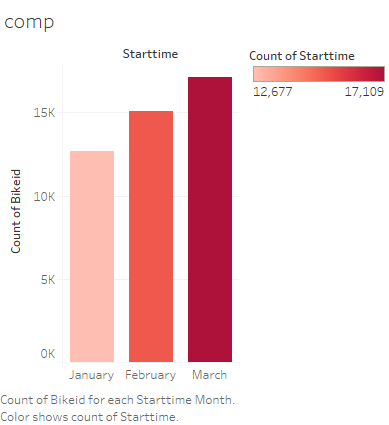 comp
Starttime
Count of Starttime
12,677 17,109
15K
10K
5K
0K
Count of Bikeid
January February March
Count of Bikeid for each Starttime Month.
Color shows count of Starttime.